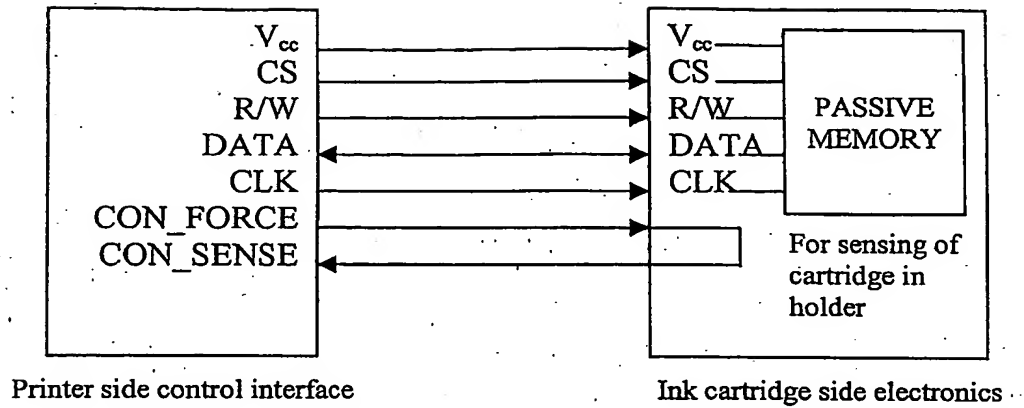 Vcc
CS
R/W
DATA
CLK
CON_FORCE
CON_SENSE
Vcc
CS
R/W
DATA
CLK
PASSIVE
MEMORY
For sensing of
cartridge in
holder
Printer side control interface
Ink cartridge side electronics